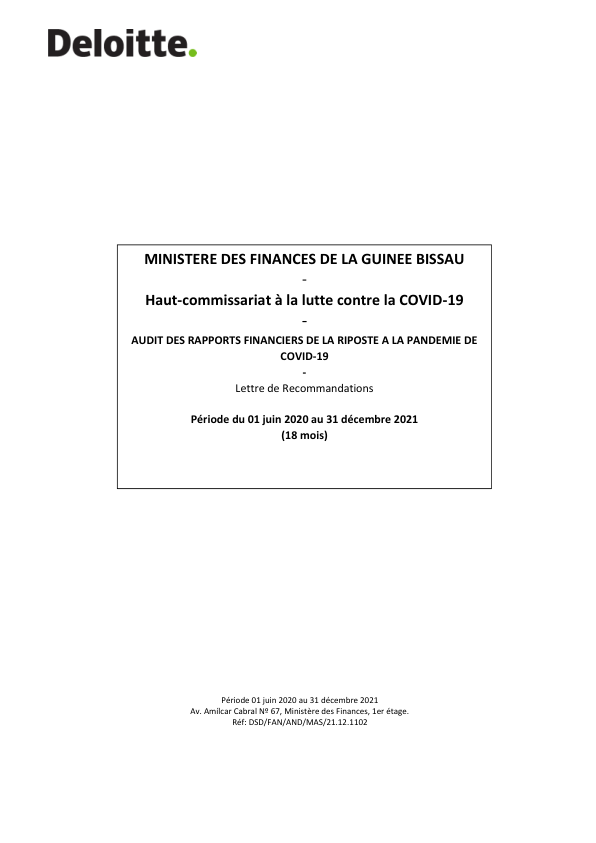 Deloitte.
MINISTERE DES FINANCES DE LA GUINEE BISSAU
-
Haut-commissariat à la lutte contre la COVID-19
-
AUDIT DES RAPPORTS FINANCIERS DE LA RIPOSTE A LA PANDEMIE DE
COVID-19
-
Lettre de Recommandations
Période du 01 juin 2020 au 31 décembre 2021
(18 mois)
Période 01 juin 2020 au 31 décembre 2021
Av. Amílcar Cabral Nº 67, Ministère des Finances, 1er étage.
Réf: DSD/FAN/AND/MAS/21.12.1102